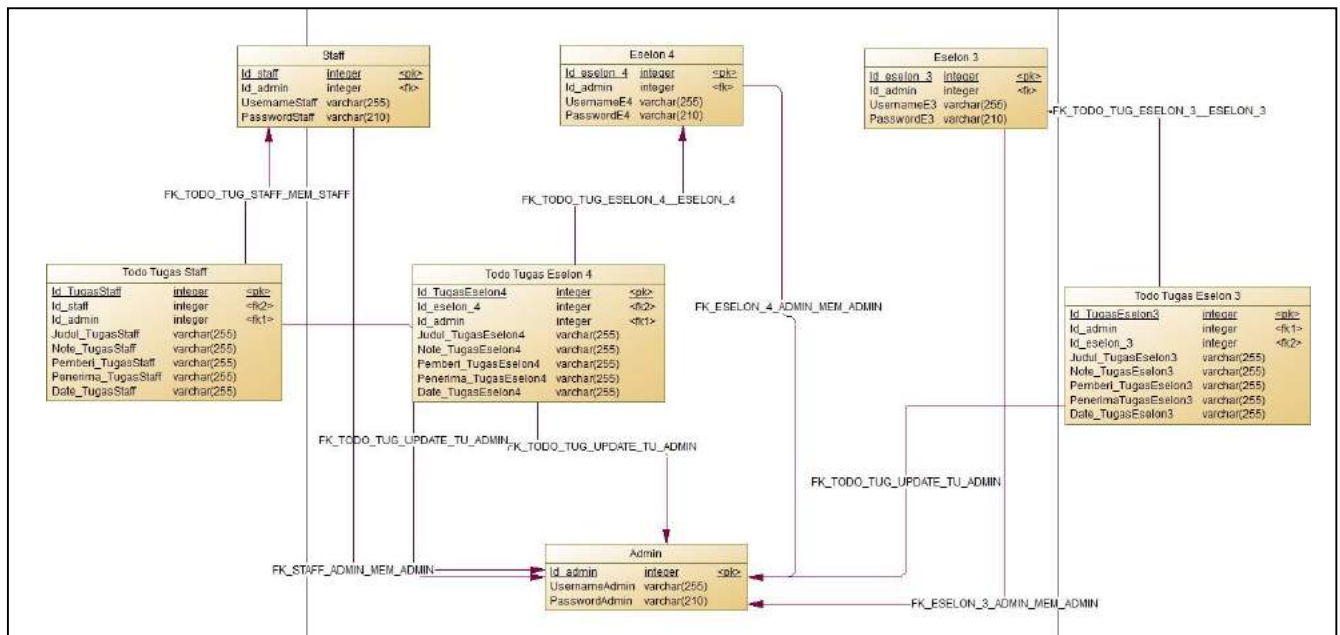 Staff
Id_staff integer <pk>
Id_admin integer <fk>
UsernameStaff varchar(255)
PasswordStaff varchar(210)
Eselon 4
Id_eselon_4 integer <pk>
Id_admin integer <fk>
UsernameE4 varchar(255)
PasswordE4 varchar(210)
Eselon 3
Id_eselon_3 integer <pk>
Id_admin integer <fk>
UsernameE3 varchar(255)
PasswordE3 varchar(210)
FK_TODO_TUG_ESELON_3__ESELON_3
FK_TODO_TUG_STAFF_MEM_STAFF
FK_TODO_TUG_ESELON_4__ESELON_4
Todo Tugas Staff
Id_TugasStaff integer <pk>
Id_staff integer <fk2>
Id_admin integer <fk1>
Judul_TugasStaff varchar(255)
Note_TugasStaff varchar(255)
Pemberi_TugasStaff varchar(255)
Penerima_TugasStaff varchar(255)
Date_TugasStaff varchar(255)
Todo Tugas Eselon 4
Id_TugasEselon4 integer <pk>
Id_eselon_4 integer <fk2>
Id_admin integer <fk1>
Judul_TugasEselon4 varchar(255)
Note_TugasEselon4 varchar(255)
Pemberi_TugasEselon4 varchar(255)
Penerima_TugasEselon4 varchar(255)
Date_TugasEselon4 varchar(255)
FK_ESELON_4_ADMIN_MEM_ADMIN
Todo Tugas Eselon 3
Id_TugasEselon3 integer <pk>
Id_admin integer <fk1>
Id_eselon_3 integer <fk2>
Judul_TugasEselon3 varchar(255)
Note_TugasEselon3 varchar(255)
Pemberi_TugasEselon3 varchar(255)
PenerimaTugasEselon3 varchar(255)
Date_TugasEselon3 varchar(255)
FK_TODO_TUG_UPDATE_TU_ADMIN
FK_TODO_TUG_UPDATE_TU_ADMIN
FK_TODO_TUG_UPDATE_TU_ADMIN
Admin
Id_admin integer <pk>
UsernameAdmin varchar(255)
PasswordAdmin varchar(210)
FK_STAFF_ADMIN_MEM_ADMIN
FK_ESELON_3_ADMIN_MEM_ADMIN